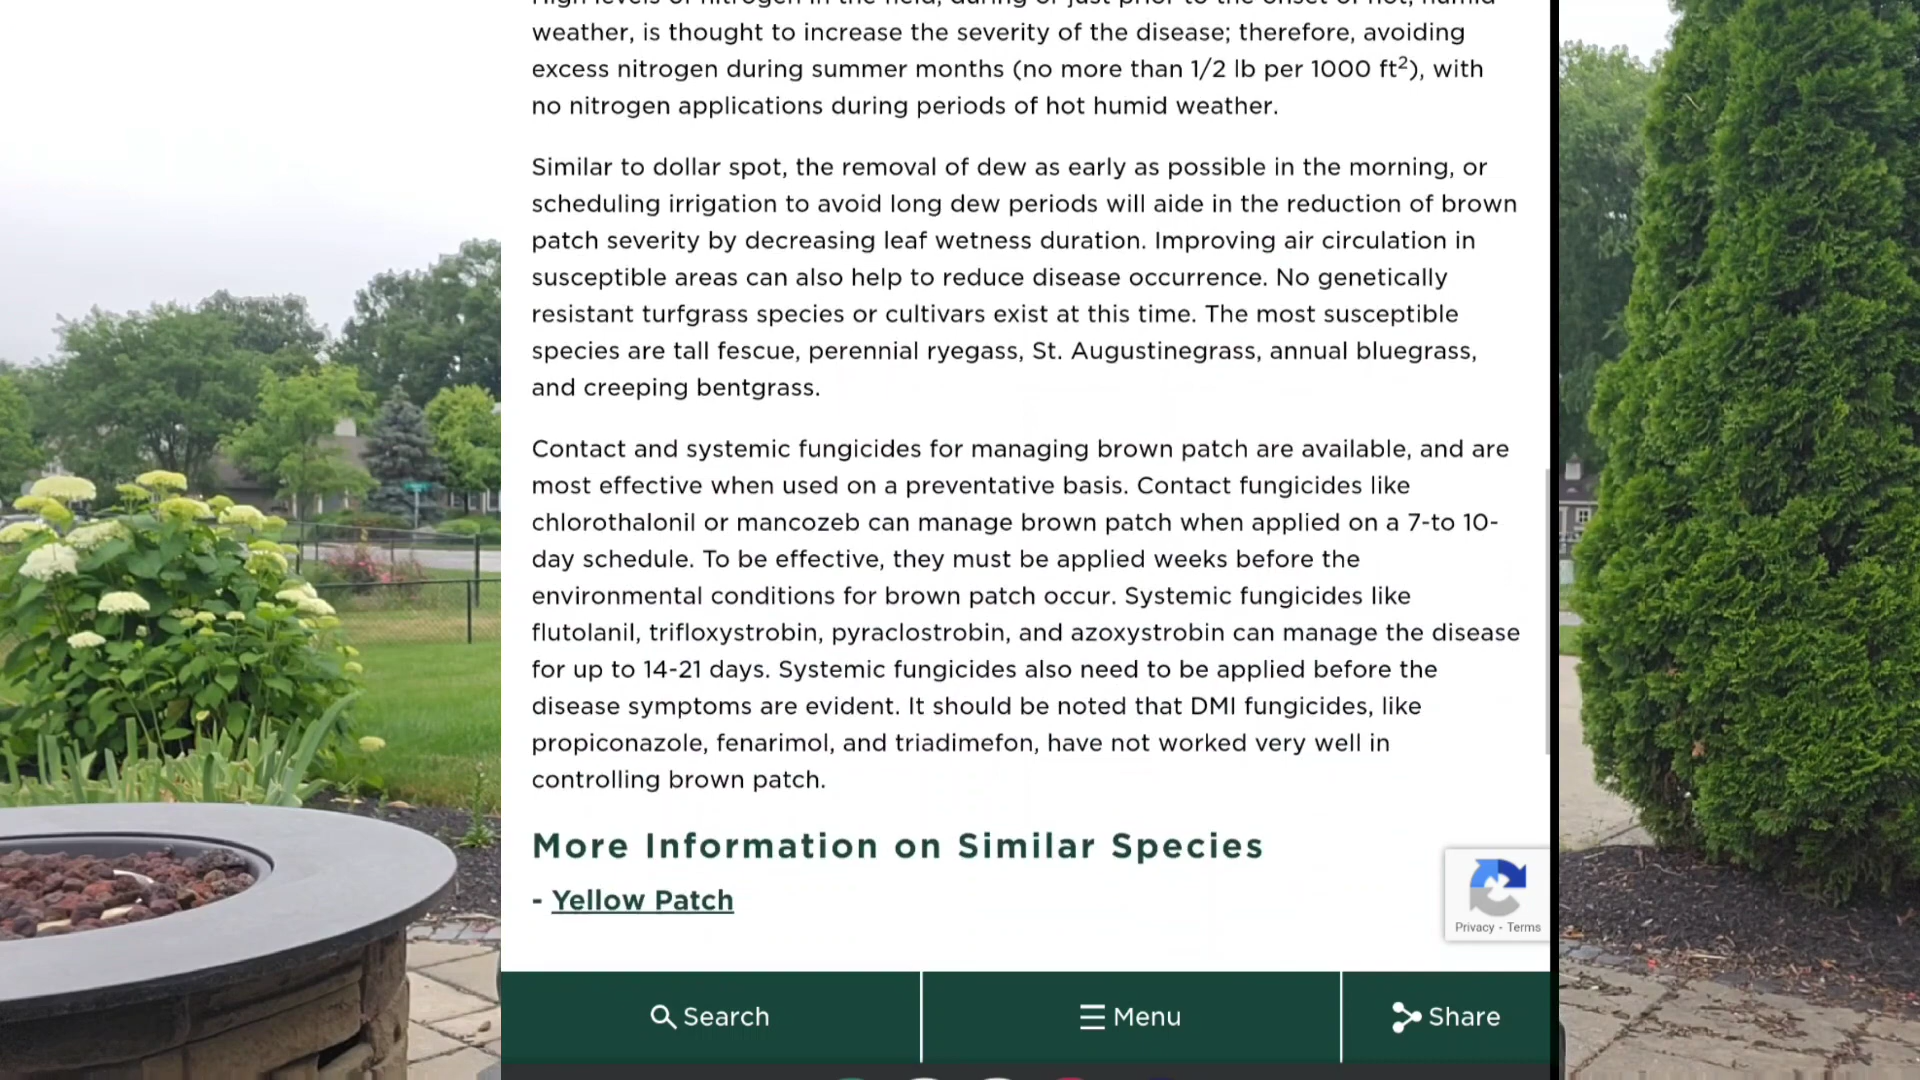 weather, is thought to increase the severity of the disease; therefore, avoiding
excess nitrogen during summer months (no more than 1/2 lb per 1000 ft²), with
no nitrogen applications during periods of hot humid weather.
Similar to dollar spot, the removal of dew as early as possible in the morning, or
scheduling irrigation to avoid long dew periods will aide in the reduction of brown
patch severity by decreasing leaf wetness duration. Improving air circulation in
susceptible areas can also help to reduce disease occurrence. No genetically
resistant turfgrass species or cultivars exist at this time. The most susceptible
species are tall fescue, perennial ryegass, St. Augustinegrass, annual bluegrass,
and creeping bentgrass.
Contact and systemic fungicides for managing brown patch are available, and are
most effective when used on a preventative basis. Contact fungicides like
chlorothalonil or mancozeb can manage brown patch when applied on a 7-to 10-
day schedule. To be effective, they must be applied weeks before the
environmental conditions for brown patch occur. Systemic fungicides like
flutolanil, trifloxystrobin, pyraclostrobin, and azoxystrobin can manage the disease
for up to 14-21 days. Systemic fungicides also need to be applied before the
disease symptoms are evident. It should be noted that DMI fungicides, like
propiconazole, fenarimol, and triadimefon, have not worked very well in
controlling brown patch.
More Information on Similar Species
- Yellow Patch
Privacy - Terms
Search
Menu
Share